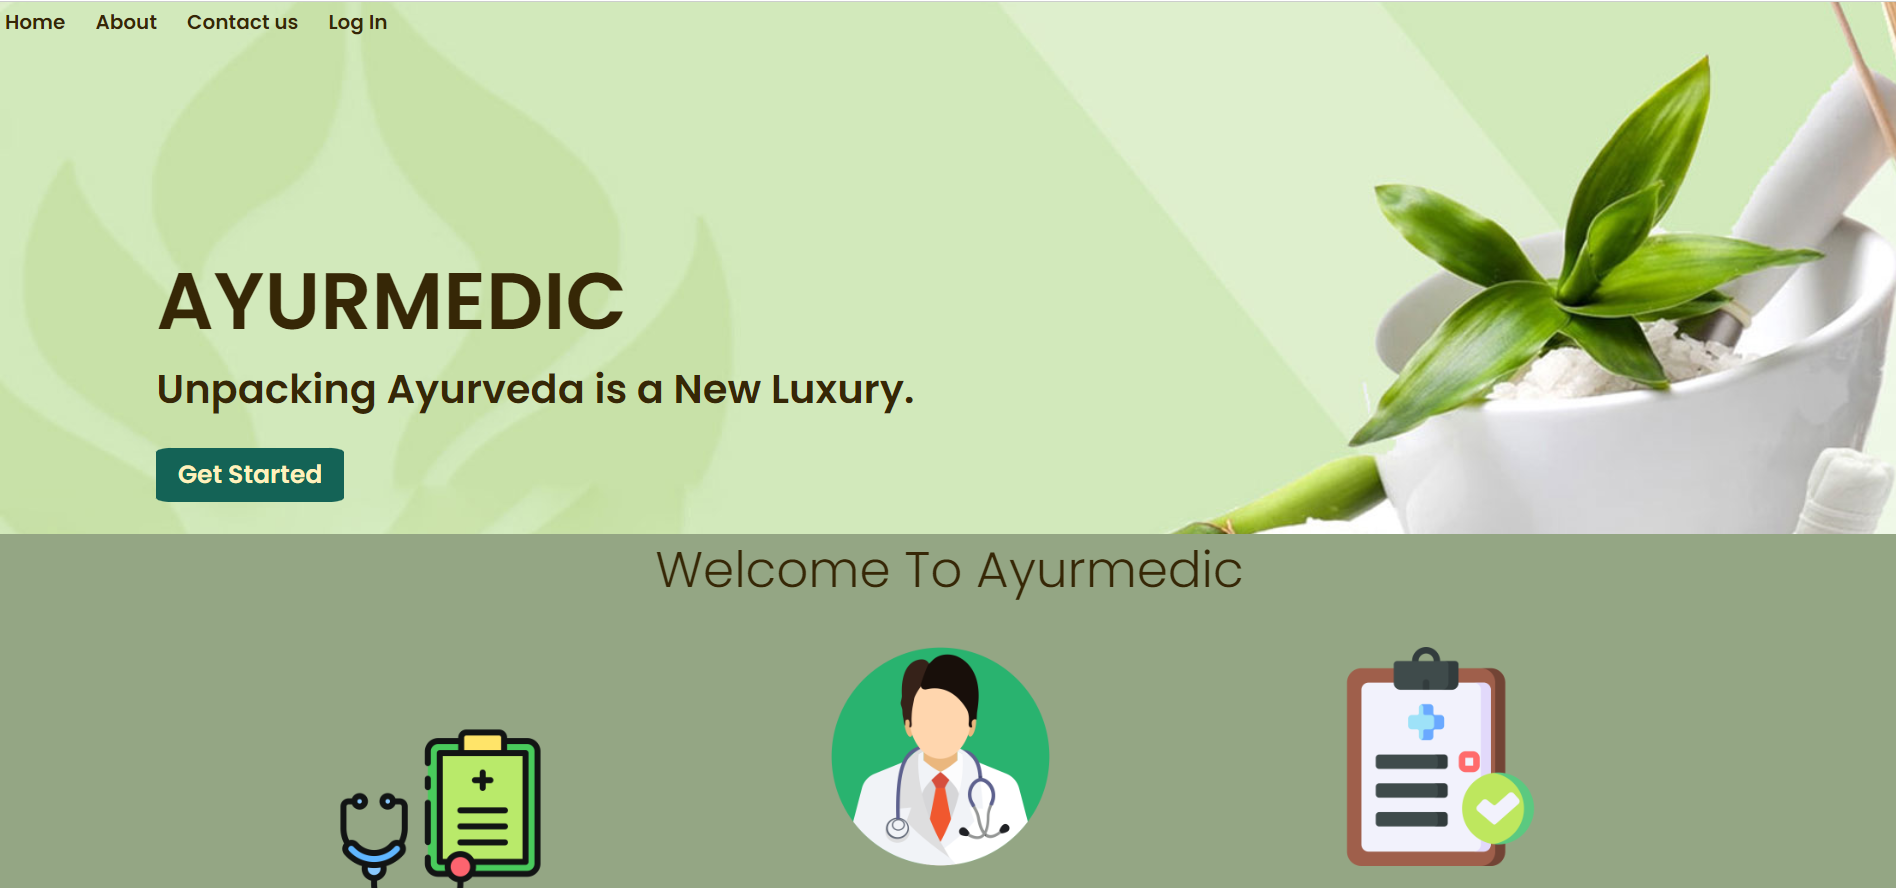 Home About Contact us Log In
AYURMEDIC
Unpacking Ayurveda is a New Luxury.
Get Started
Welcome To Ayurmedic